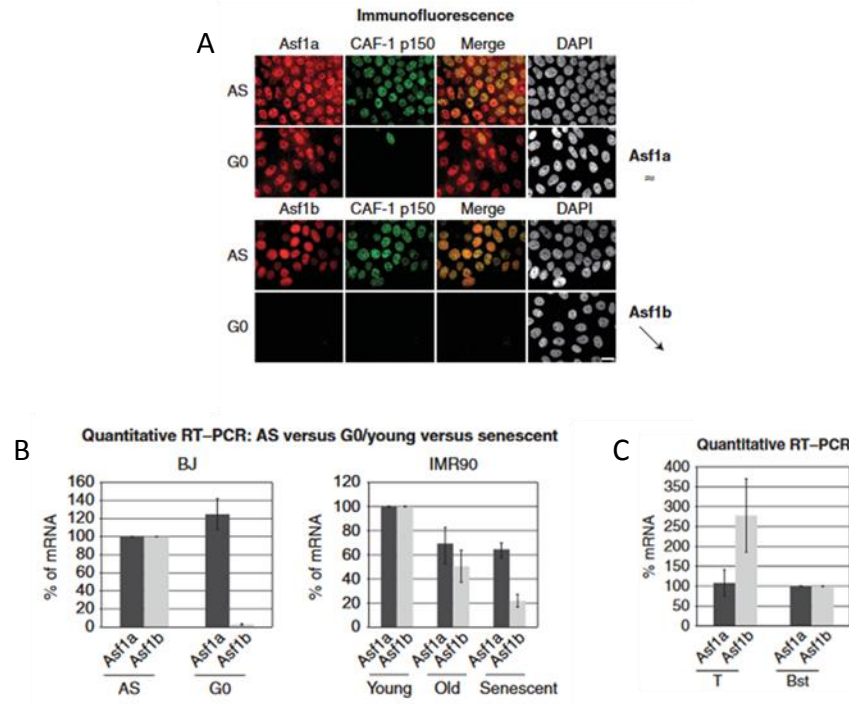 Immunofluorescence
A
Asf1a CAF-1 p150 Merge DAPI
AS
G0
Asf1a
≈
Asf1b CAF-1 p150 Merge DAPI
AS
G0
Asf1b
B
Quantitative RT–PCR: AS versus G0/young versus senescent
BJ
% of mRNA
160
140
120
100
80
60
40
20
0
Asf1a Asf1b Asf1a Asf1b
AS G0
IMR90
% of mRNA
120
100
80
60
40
20
0
Asf1a Asf1b Asf1a Asf1b Asf1a Asf1b
Young Old Senescent
C
Quantitative RT–PCR
% mRNA
400
350
300
250
200
150
100
50
0
Asf1a Asf1b Asf1a Asf1b
T Bst